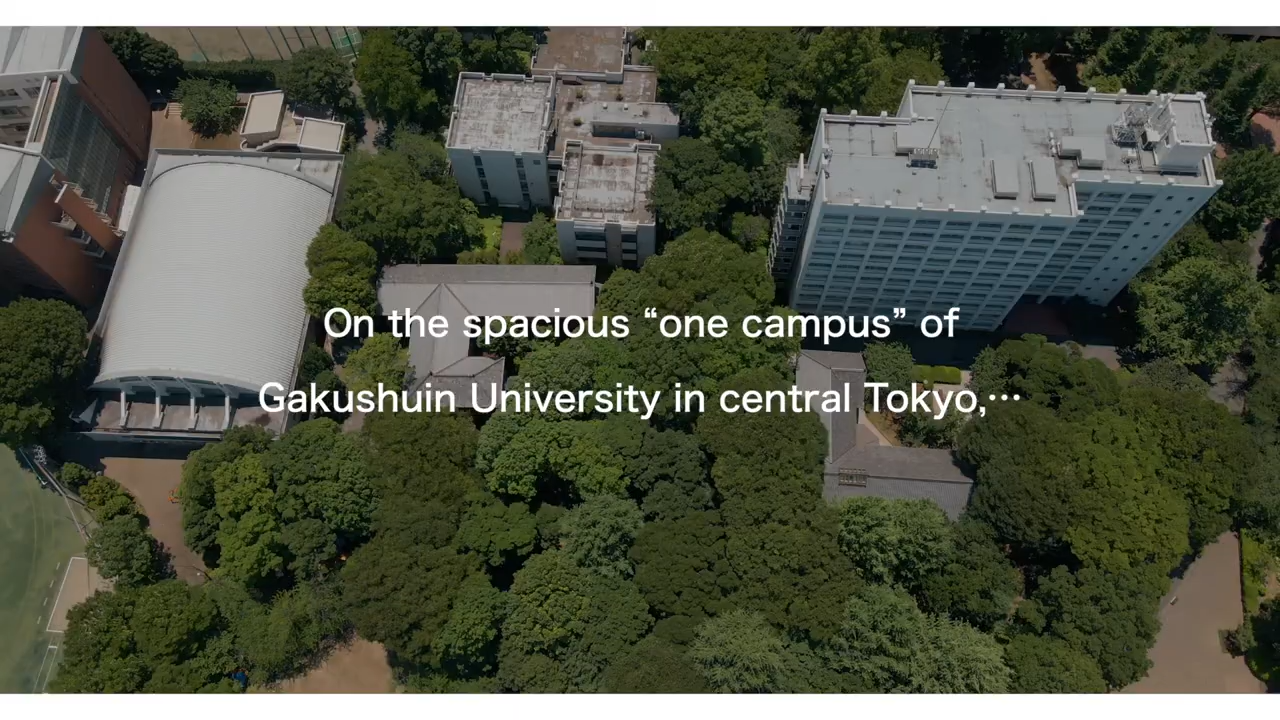 On the spacious “one campus” of
Gakushuin University in central Tokyo,…